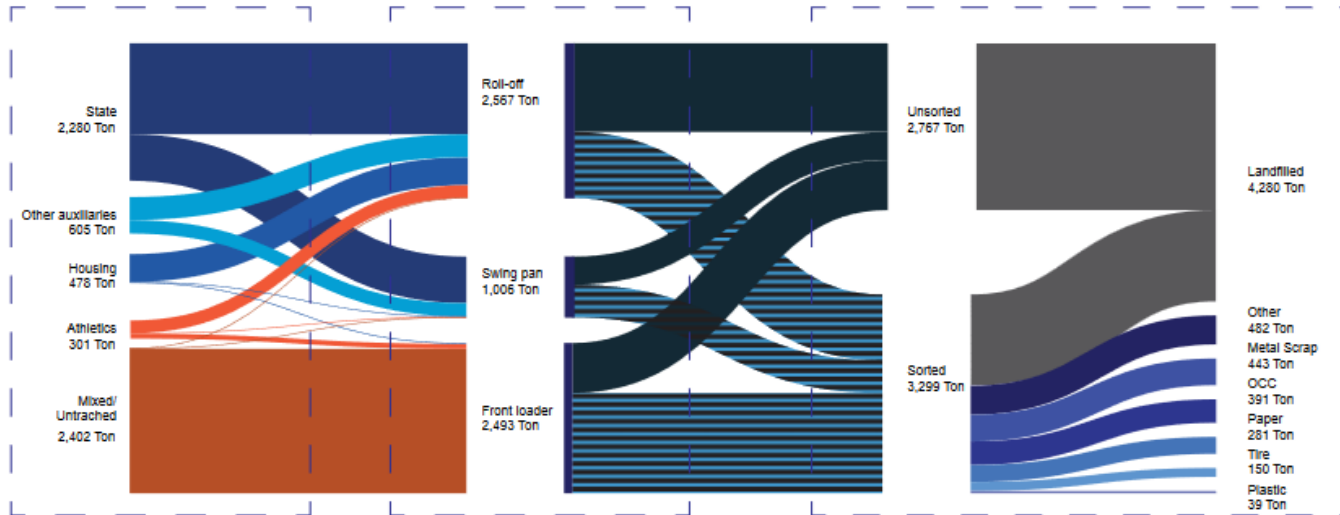 State
2,280 Ton
Other auxiliaries
605 Ton
Housing
478 Ton
Athletics
301 Ton
Mixed/
Untrached
2,402 Ton
Roll-off
2,567 Ton
Swing pan
1,006 Ton
Front loader
2,493 Ton
Unsorted
2,767 Ton
Sorted
3,299 Ton
Landfilled
4,280 Ton
Other
482 Ton
Metal Scrap
443 Ton
OCC
391 Ton
Paper
281 Ton
Tire
150 Ton
Plastic
39 Ton